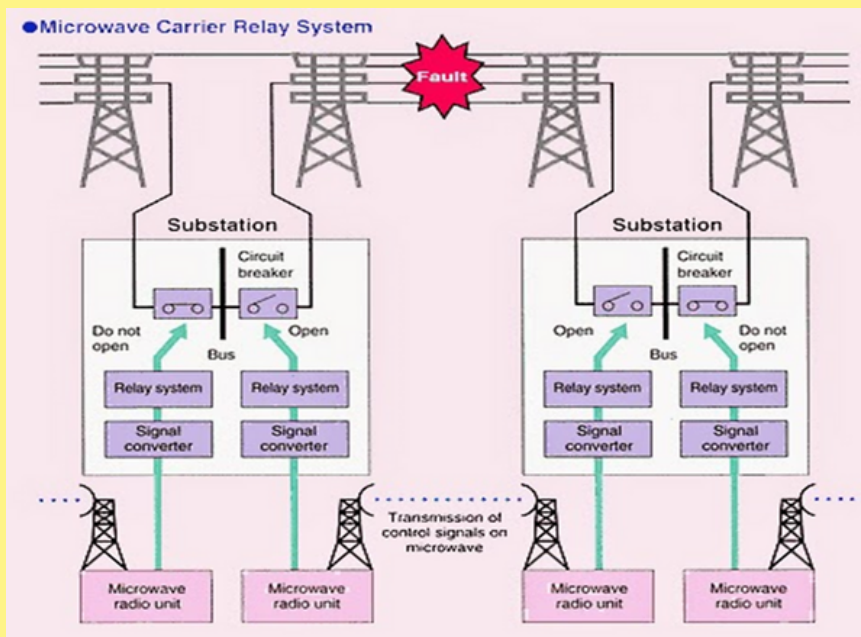 ●Microwave Carrier Relay System
Fault
Substation
Circuit
breaker
Do not
open
Open
Bus
Relay system
Relay system
Signal
converter
Signal
converter
Substation
Circuit
breaker
Open
Do not
open
Bus
Relay system
Relay system
Signal
converter
Signal
converter
Transmission of
control signals on
microwave
Microwave
radio unit
Microwave
radio unit
Microwave
radio unit
Microwave
radio unit